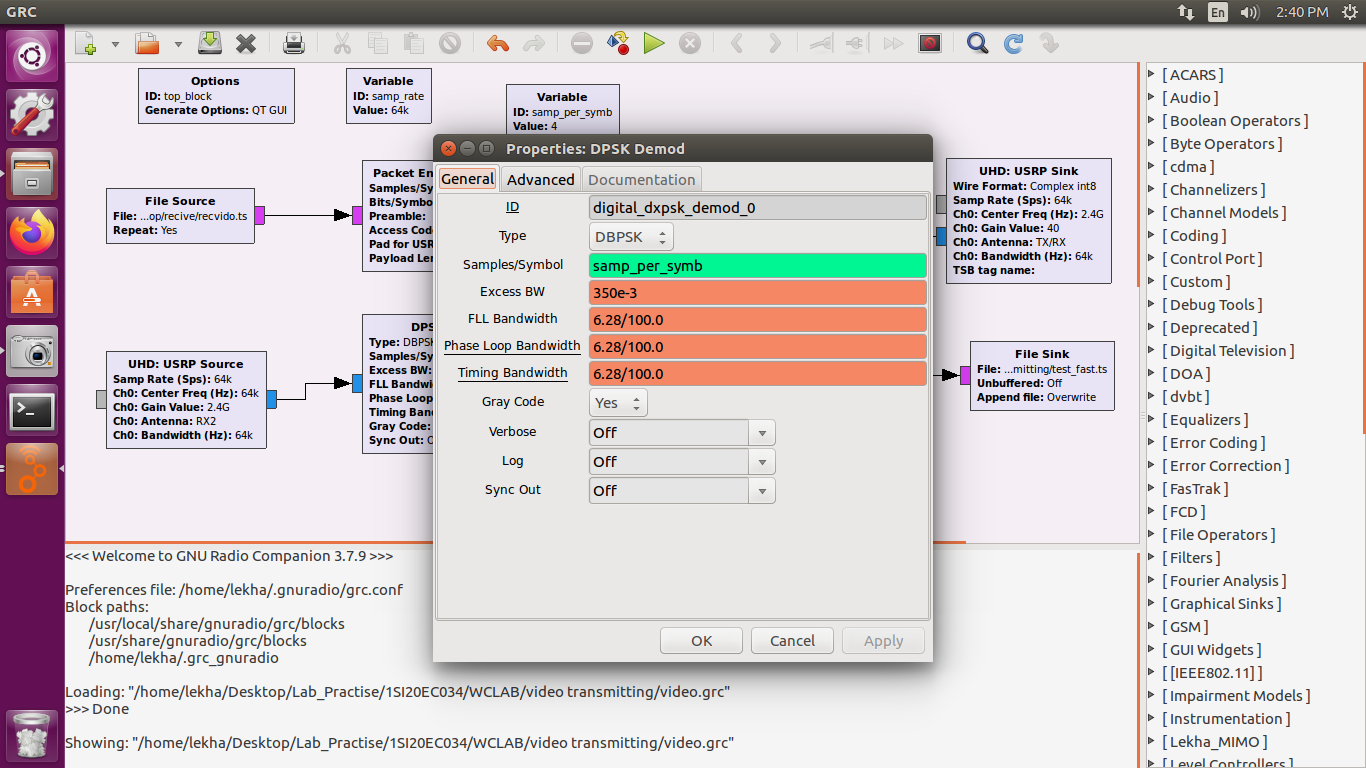 GRC
En
2:40 PM
Options
ID: top_block
Generate Options: QT GUI
Variable
ID: samp_rate
Value: 64k
Variable
ID: samp_per_symb
Value: 4
File Source
File: ...op/recive/recvido.ts
Repeat: Yes
Packet En
Samples/Sy
Bits/Symbo
Preamble:
Access Cod
Pad for USR
Payload Len
UHD: USRP Sink
Wire Format: Complex int8
Samp Rate (Sps): 64k
Ch0: Center Freq (Hz): 2.4G
Ch0: Gain Value: 40
Ch0: Antenna: TX/RX
Ch0: Bandwidth (Hz): 64k
TSB tag name:
UHD: USRP Source
Samp Rate (Sps): 64k
Ch0: Center Freq (Hz): 64k
Ch0: Gain Value: 2.4G
Ch0: Antenna: RX2
Ch0: Bandwidth (Hz): 64k
DPS
Type: DBPSK
Samples/Sy
Excess BW:
FLL Bandw
Phase Loop
Timing Ban
Gray Code:
Sync Out: O
File Sink
File: ...mitting/test_fast.ts
Unbuffered: Off
Append file: Overwrite
Properties: DPSK Demod
General
Advanced
Documentation
ID
digital_dxpsk_demod_0
Type
DBPSK
Samples/Symbol
samp_per_symb
Excess BW
350e-3
FLL Bandwidth
6.28/100.0
Phase Loop Bandwidth
6.28/100.0
Timing Bandwidth
6.28/100.0
Gray Code
Yes
Verbose
Off
Log
Off
Sync Out
Off
OK
Cancel
Apply
<<< Welcome to GNU Radio Companion 3.7.9 >>>
Preferences file: /home/lekha/.gnuradio/grc.conf
Block paths:
/usr/local/share/gnuradio/grc/blocks
/usr/share/gnuradio/grc/blocks
/home/lekha/.grc_gnuradio
Loading: "/home/lekha/Desktop/Lab_Practise/1SI20EC034/WCLAB/video transmitting/video.grc"
>>> Done
Showing: "/home/lekha/Desktop/Lab_Practise/1SI20EC034/WCLAB/video transmitting/video.grc"
[ ACARS ]
[ Audio ]
[ Boolean Operators ]
[ Byte Operators ]
[ cdma ]
[ Channelizers ]
[ Channel Models ]
[ Coding ]
[ Control Port ]
[ Custom ]
[ Debug Tools ]
[ Deprecated ]
[ Digital Television ]
[ DOA ]
[ dvbt ]
[ Equalizers ]
[ Error Coding ]
[ Error Correction ]
[ FasTrak ]
[ FCD ]
[ File Operators ]
[ Filters ]
[ Fourier Analysis ]
[ Graphical Sinks ]
[ GSM ]
[ GUI Widgets ]
[ [IEEE802.11] ]
[ Impairment Models ]
[ Instrumentation ]
[ Lekha_MIMO ]
[ Level Controllers ]